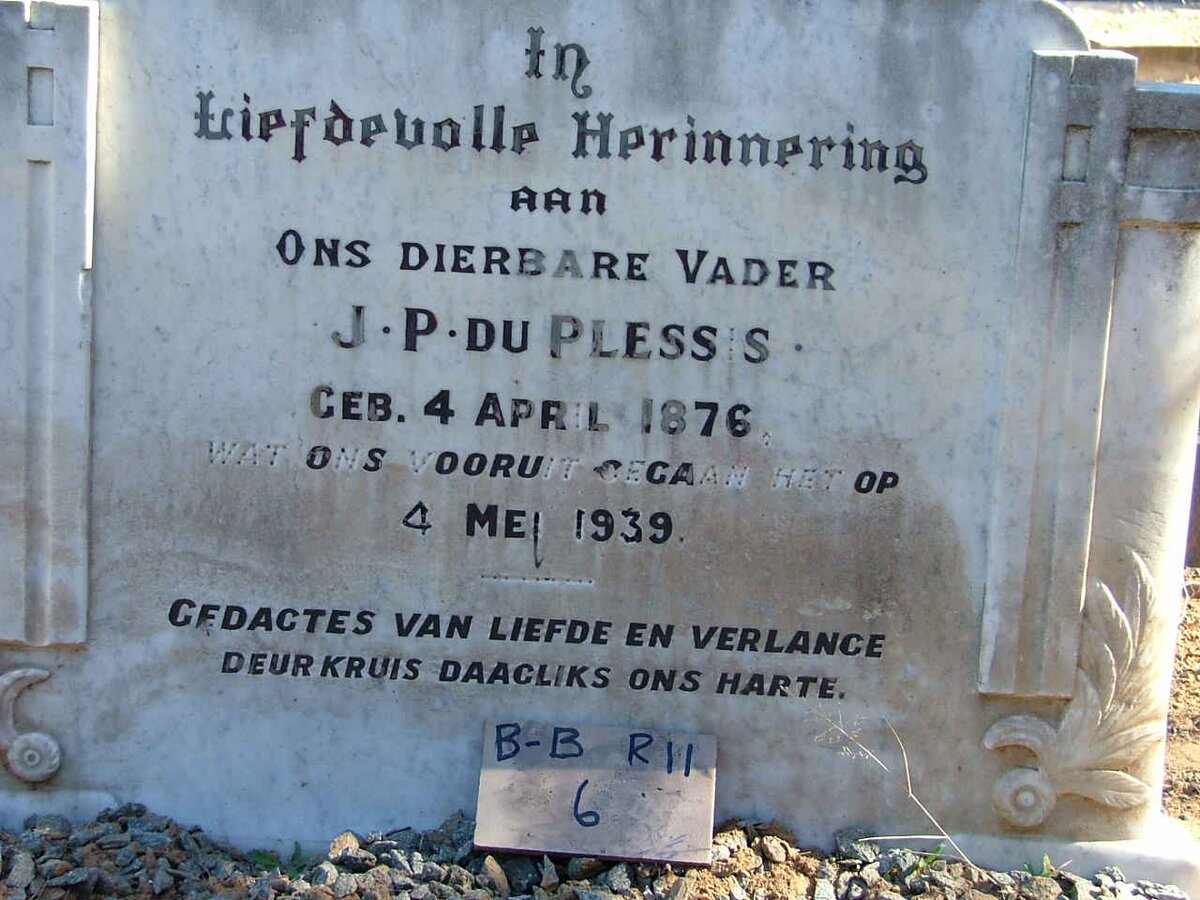 In
Liefdevolle Herinnering
aan
ONS DIERBARE VADER
J. P. DU PLESSIS.
GEB. 4 APRIL 1876,
WAT ONS VOORUIT GEGAAN HET OP
4 MEI 1939.
GEDAGTES VAN LIEFDE EN VERLANGE
DEURKRUIS DAAGLIKS ONS HARTE.
B-B R11
6